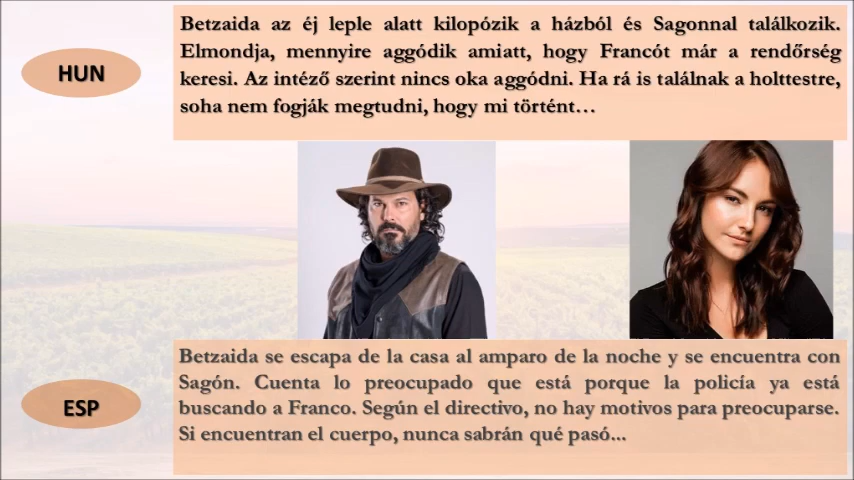 HUN
Betzaida az éj leple alatt kilopózik a házból és Sagonnal találkozik.
Elmondja, mennyire aggódik amiatt, hogy Francót már a rendőrség
keresi. Az intéző szerint nincs oka aggódni. Ha rá is találnak a holttestre,
soha nem fogják megtudni, hogy mi történt…
ESP
Betzaida se escapa de la casa al amparo de la noche y se encuentra con
Sagón. Cuenta lo preocupado que está porque la policía ya está
buscando a Franco. Según el directivo, no hay motivos para preocuparse.
Si encuentran el cuerpo, nunca sabrán qué pasó...